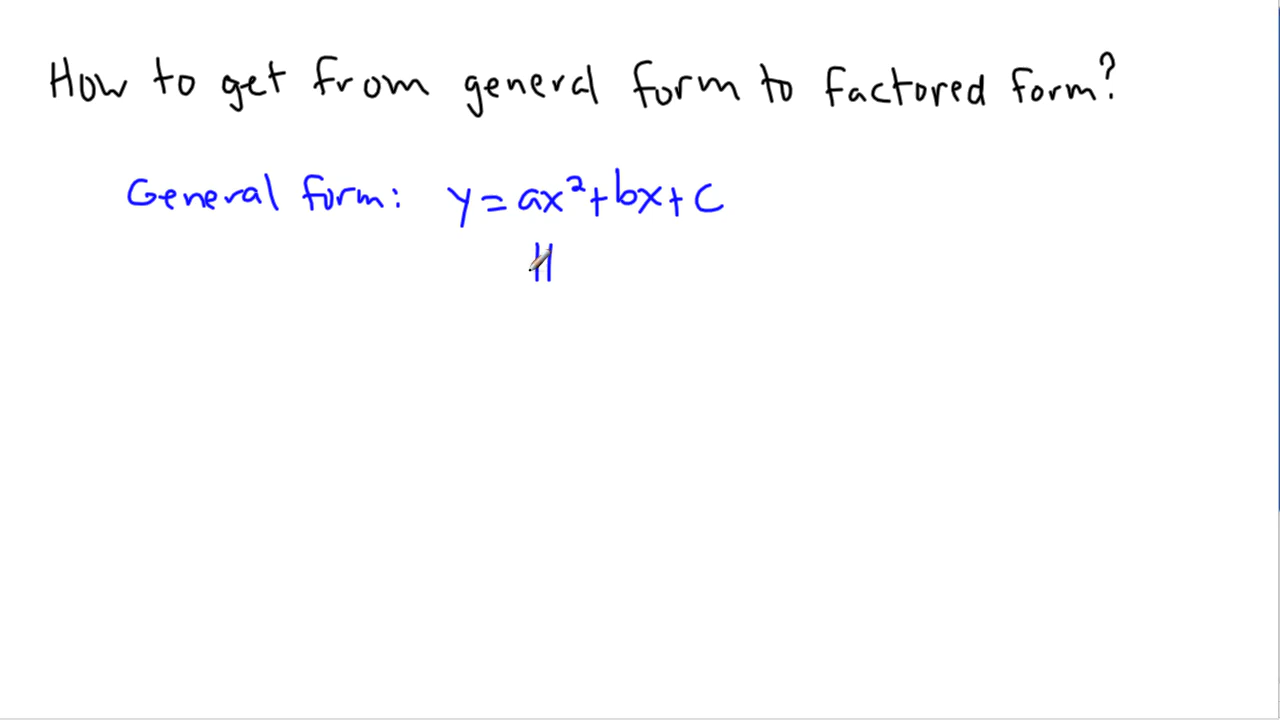 How to get from general form to factored form?
General form: y = ax²+bx+c